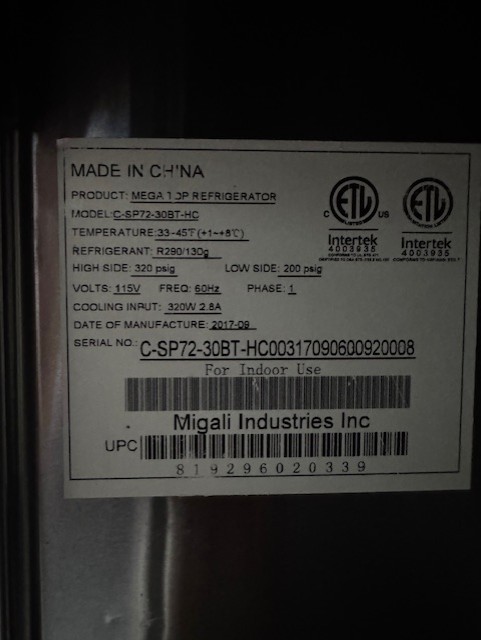 MADE IN CHINA
PRODUCT: MEGA TOP REFRIGERATOR
MODEL:C-SP72-30BT-HC
TEMPERATURE:33-45℉(+1~+8℃)
REFRIGERANT: R290/130g
HIGH SIDE: 320 psig LOW SIDE: 200 psig
VOLTS: 115V FREQ: 60Hz PHASE: 1
COOLING INPUT: 320W 2.8A
DATE OF MANUFACTURE: 2017-09
SERIAL NO.: C-SP72-30BT-HC00317090600920008
For Indoor Use
Migali Industries Inc
UPC
819296020339
C ETL US
Intertek
4003935
ETL
Intertek
4003935